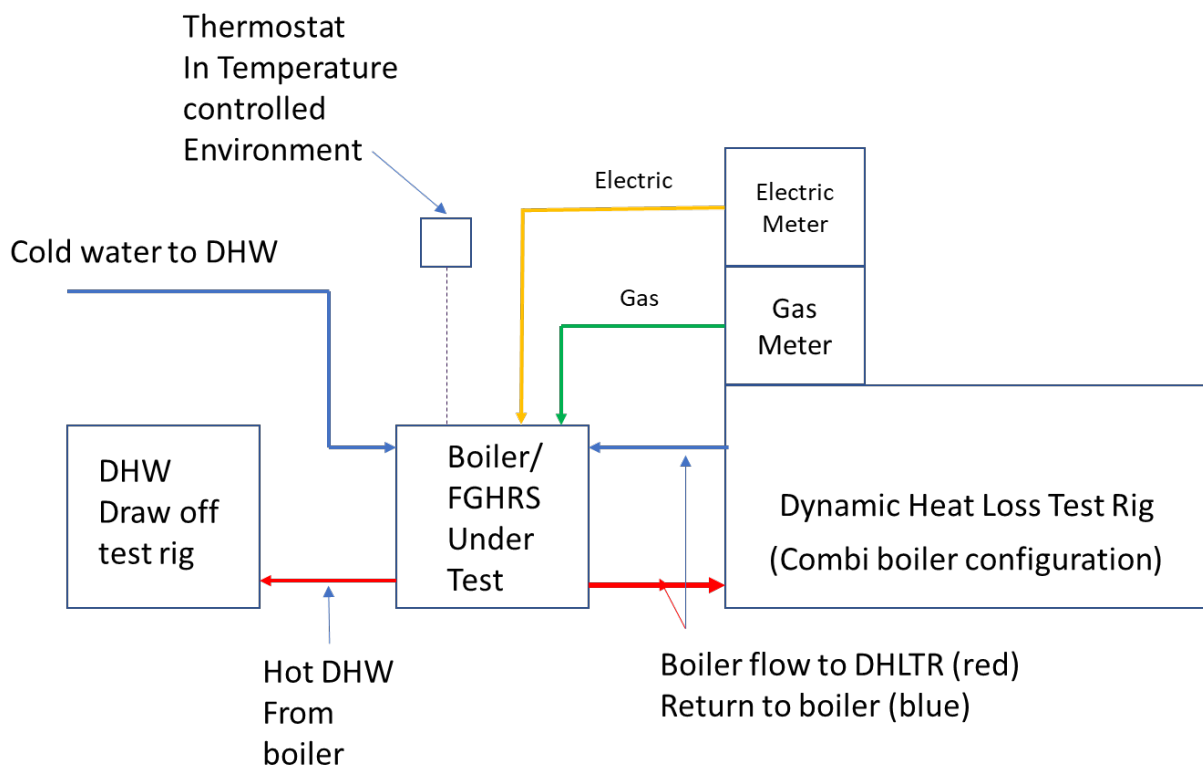 Thermostat
In Temperature
controlled
Environment
Electric
Electric
Meter
Cold water to DHW
Gas
Gas
Meter
DHW
Draw off
test rig
Boiler/
FGHRS
Under
Test
Dynamic Heat Loss Test Rig
(Combi boiler configuration)
Hot DHW
From
boiler
Boiler flow to DHLTR (red)
Return to boiler (blue)